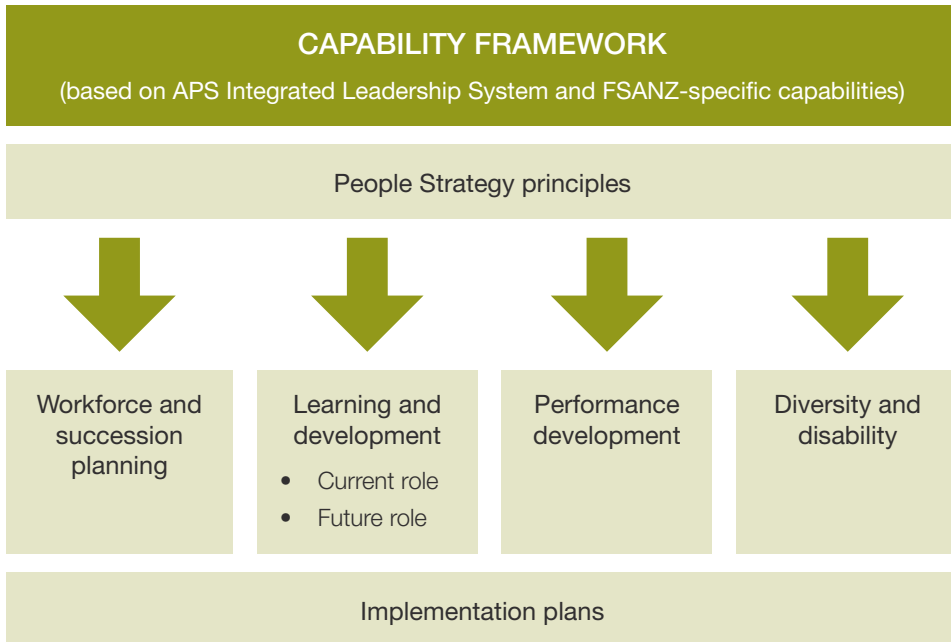 CAPABILITY FRAMEWORK
(based on APS Integrated Leadership System and FSANZ-specific capabilities)
People Strategy principles
Workforce and
succession
planning
Learning and
development
• Current role
• Future role
Performance
development
Diversity and
disability
Implementation plans